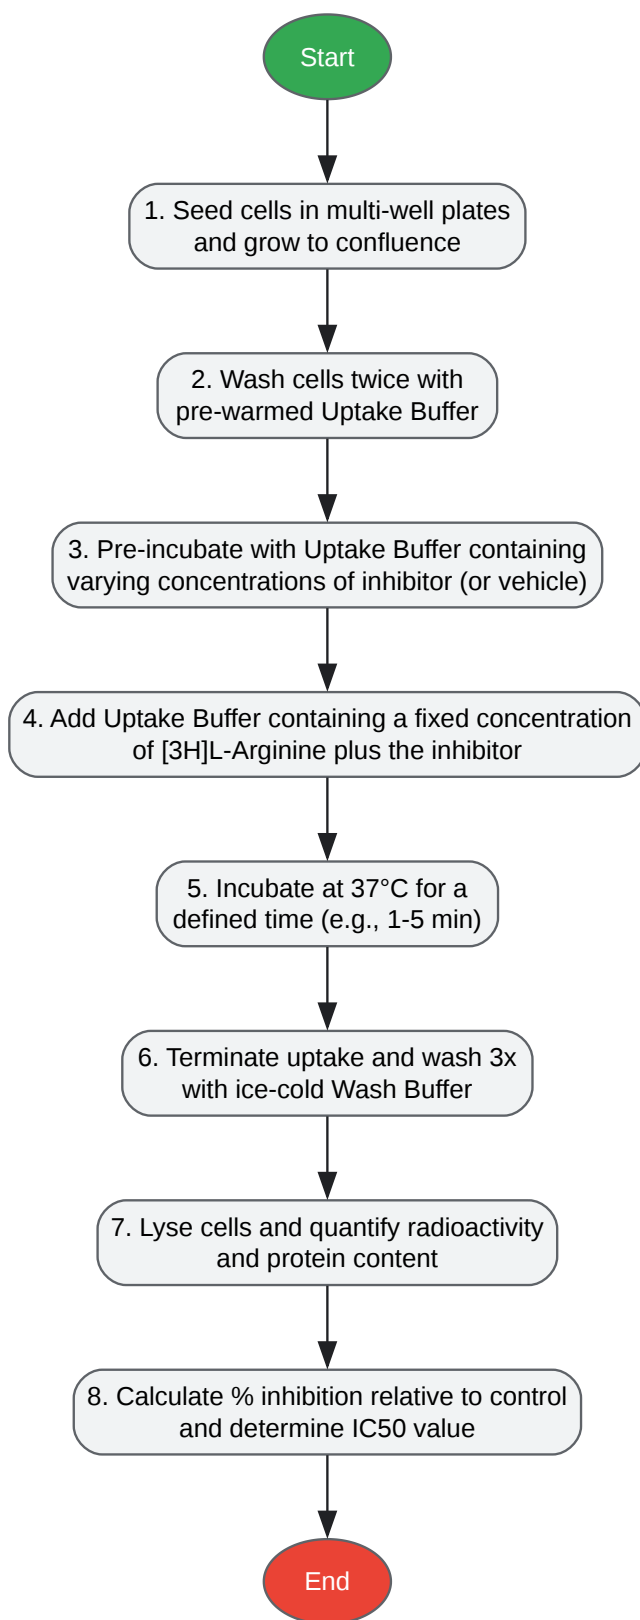 Start
1. Seed cells in multi-well plates
and grow to confluence
2. Wash cells twice with
pre-warmed Uptake Buffer
3. Pre-incubate with Uptake Buffer containing
varying concentrations of inhibitor (or vehicle)
4. Add Uptake Buffer containing a fixed concentration
of [3H]L-Arginine plus the inhibitor
5. Incubate at 37°C for a
defined time (e.g., 1-5 min)
6. Terminate uptake and wash 3x
with ice-cold Wash Buffer
7. Lyse cells and quantify radioactivity
and protein content
8. Calculate % inhibition relative to control
and determine IC50 value
End